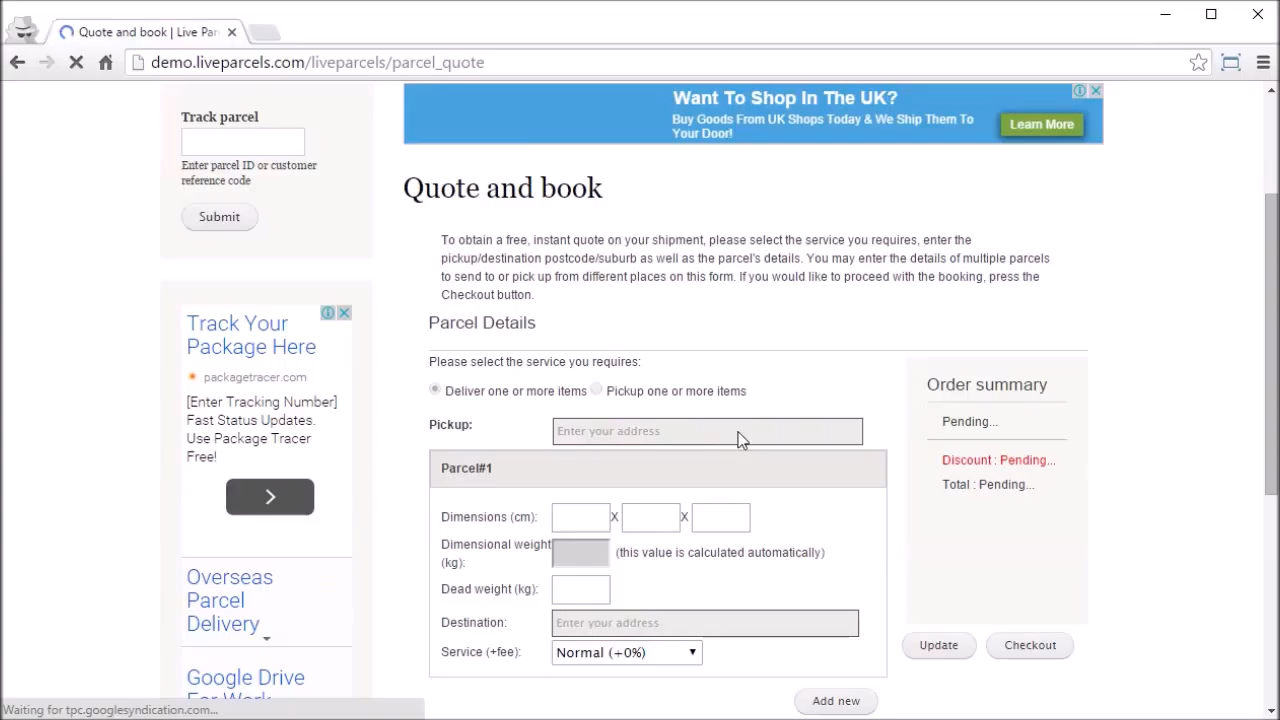 Quote and book | Live Par
demo.liveparcels.com/liveparcels/parcel_quote
Track parcel
Enter parcel ID or customer
reference code
Submit
Track Your
Package Here
packagetracer.com
[Enter Tracking Number]
Fast Status Updates.
Use Package Tracer
Free!
Overseas
Parcel
Delivery
Google Drive
For Work
Want To Shop In The UK?
Buy Goods From UK Shops Today & We Ship Them To
Your Door!
Learn More
Quote and book
To obtain a free, instant quote on your shipment, please select the service you requires, enter the
pickup/destination postcode/suburb as well as the parcel's details. You may enter the details of multiple parcels
to send to or pick up from different places on this form. If you would like to proceed with the booking, press the
Checkout button.
Parcel Details
Please select the service you requires:
Deliver one or more items Pickup one or more items
Pickup: Enter your address
Parcel#1
Dimensions (cm): X X
Dimensional weight
(kg): (this value is calculated automatically)
Dead weight (kg):
Destination: Enter your address
Service (+fee): Normal (+0%)
Add new
Order summary
Pending...
Discount : Pending...
Total : Pending...
Update Checkout
Waiting for tpc.googlesyndication.com...